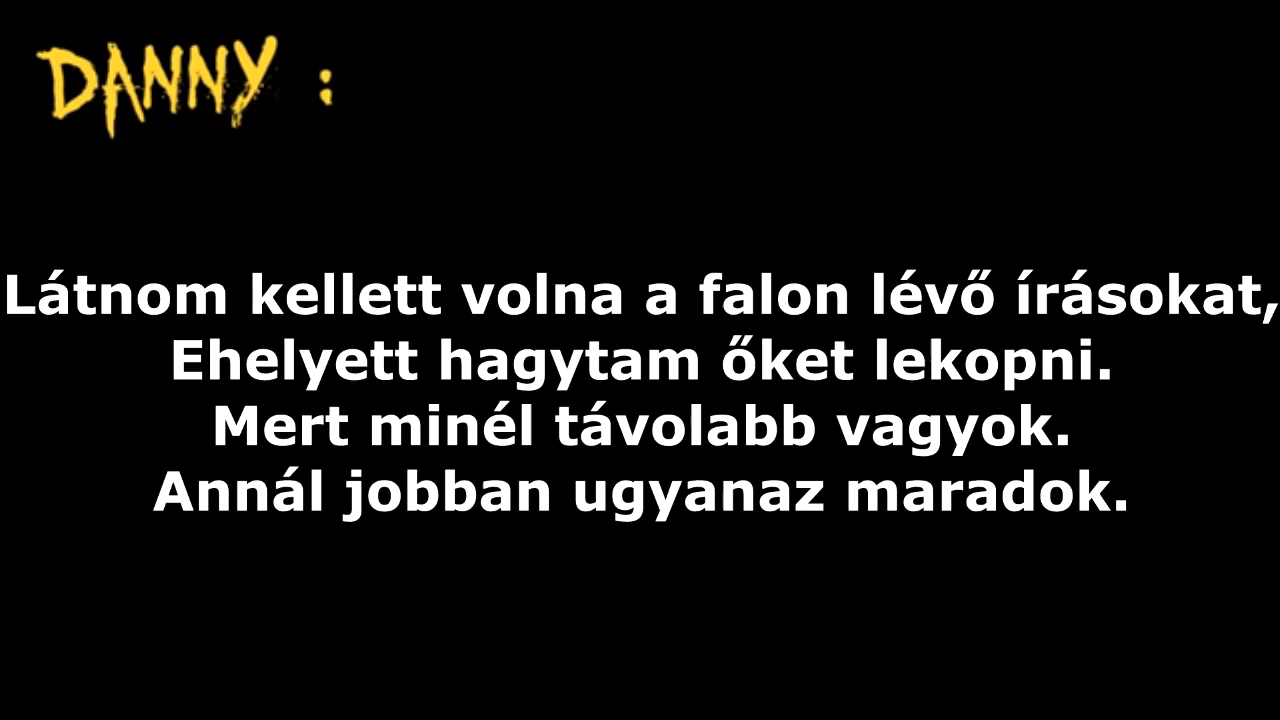 DANNY :
Látnom kellett volna a falon lévő írásokat,
Ehelyett hagytam őket lekopni.
Mert minél távolabb vagyok.
Annál jobban ugyanaz maradok.